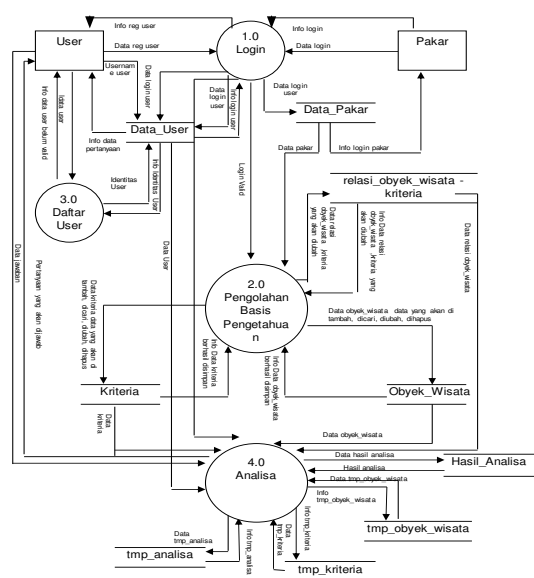 Info reg user
Info login
User
Data reg user
1.0
Login
Data login
Pakar
Usernam
e user
Data login user
Data
login
user
Info login user
Data login
user
Data_Pakar
Info data user belum valid
Idata user
Data_User
Info data
pertanyaan
Data pakar
Info login pakar
Login Valid
Identitas
User
Info Identitas User
3.0
Daftar
User
relasi_obyek_wisata -
kriteria
Data relasi
obyek_wisata _kriteria
yang akan diubah
Info Data relasi
obyek_wisata _kriteria yang
akan diubah
Data relasi obyek_wisata
Data User
Data jawaban
Pertanyaan yang akan dijawab
2.0
Pengolahan
Basis
Pengetahua
n
Data kriteria data yang akan di
tambah, dicari, diubah, dihapus
Data obyek_wisata data yang akan di
tambah, dicari, diubah, dihapus
Info Data kriteria
berhasil disimpan
Info Data obyek_wisata
berhasil disimpan
Kriteria
Obyek_Wisata
Data
kriteria
Data obyek_wisata
4.0
Analisa
Data hasil analisa
Hasil analisa
Hasil_Analisa
Data tmp_obyek_wisata
Info
tmp_obyek_wisata
tmp_obyek_wisata
Data
tmp_analisa
Info tmp_analisa
tmp_analisa
Data
tmp_kriteria
Info tmp_kriteria
tmp_kriteria